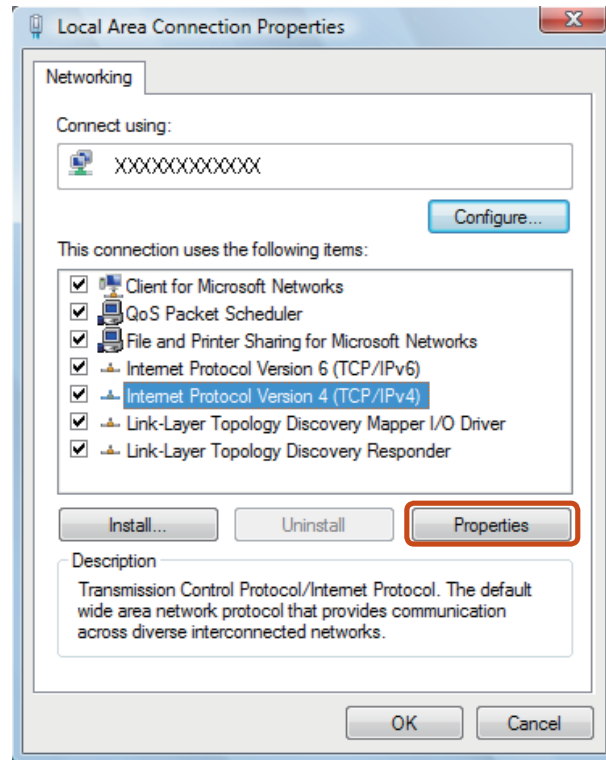 Local Area Connection Properties
Networking
Connect using:
XXXXXXXXXXXX
Configure...
This connection uses the following items:
Client for Microsoft Networks
QoS Packet Scheduler
File and Printer Sharing for Microsoft Networks
Internet Protocol Version 6 (TCP/IPv6)
Internet Protocol Version 4 (TCP/IPv4)
Link-Layer Topology Discovery Mapper I/O Driver
Link-Layer Topology Discovery Responder
Install... Uninstall Properties
Description
Transmission Control Protocol/Internet Protocol. The default
wide area network protocol that provides communication
across diverse interconnected networks.
OK Cancel